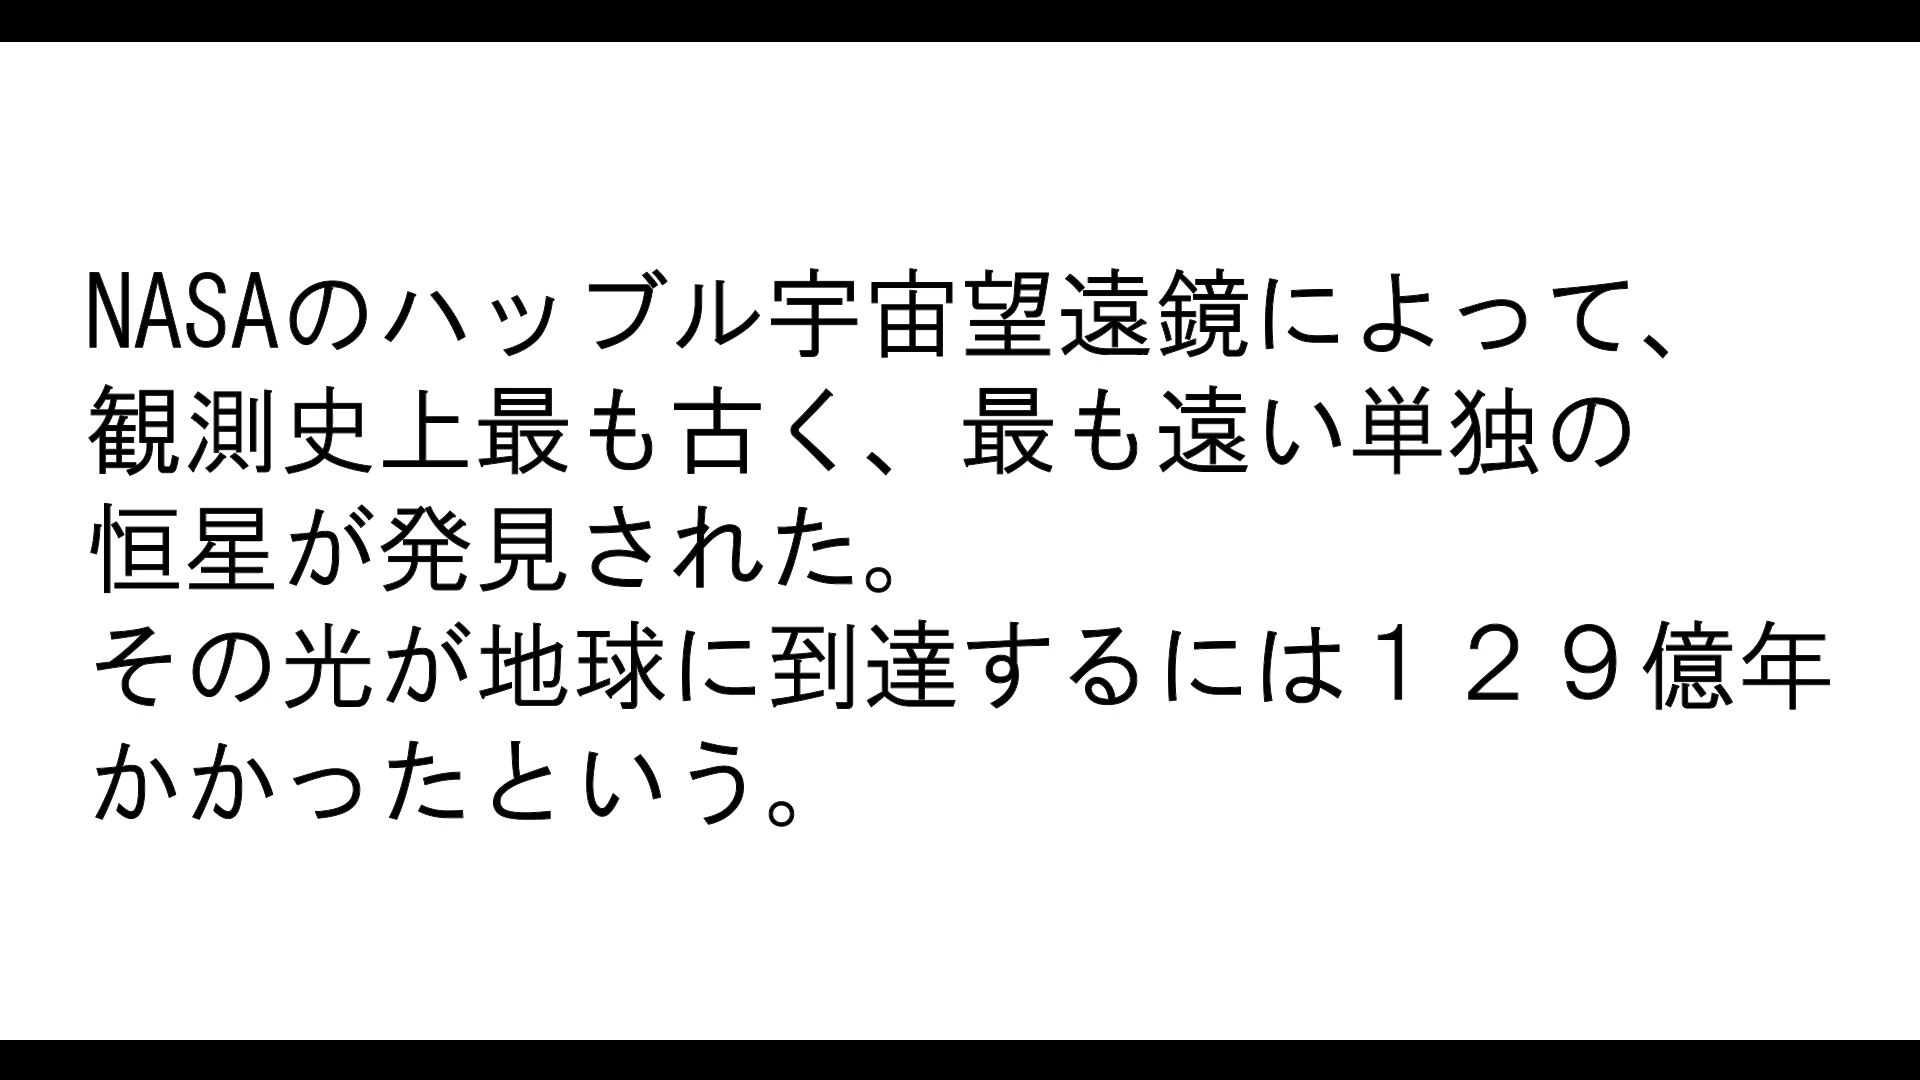 NASAのハッブル宇宙望遠鏡によって、
観測史上最も古く、最も遠い単独の
恒星が発見された。
その光が地球に到達するには１２９億年
かかったという。